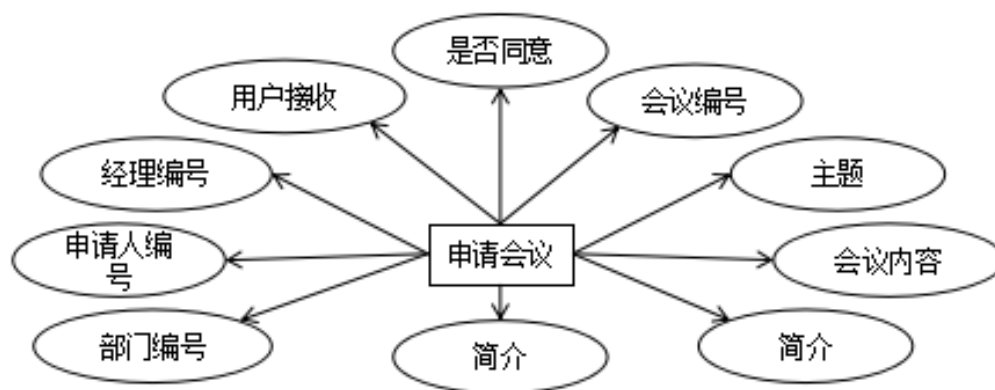 是否同意
用户接收
会议编号
经理编号
主题
申请人编
号
申请会议
会议内容
部门编号
简介
简介